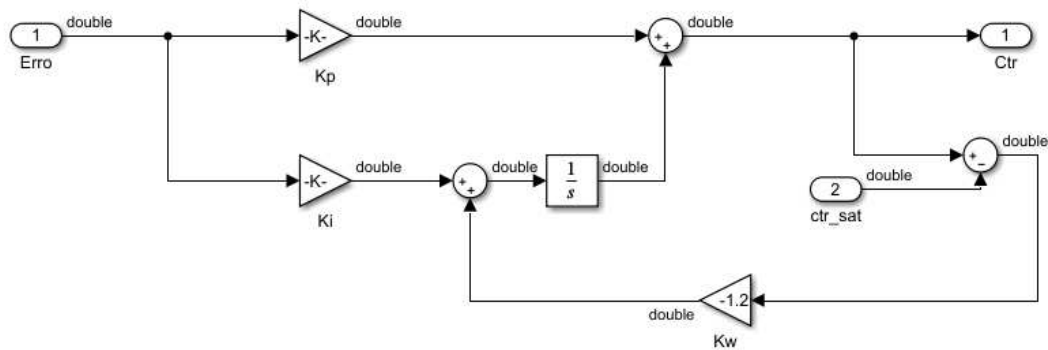 double
1
Erro
-K-
double
Kp
+
+
double
1
Ctr
-K-
double
Ki
+
+
double
1
s
double
+
−
double
2
double
ctr_sat
-1.2
double
Kw